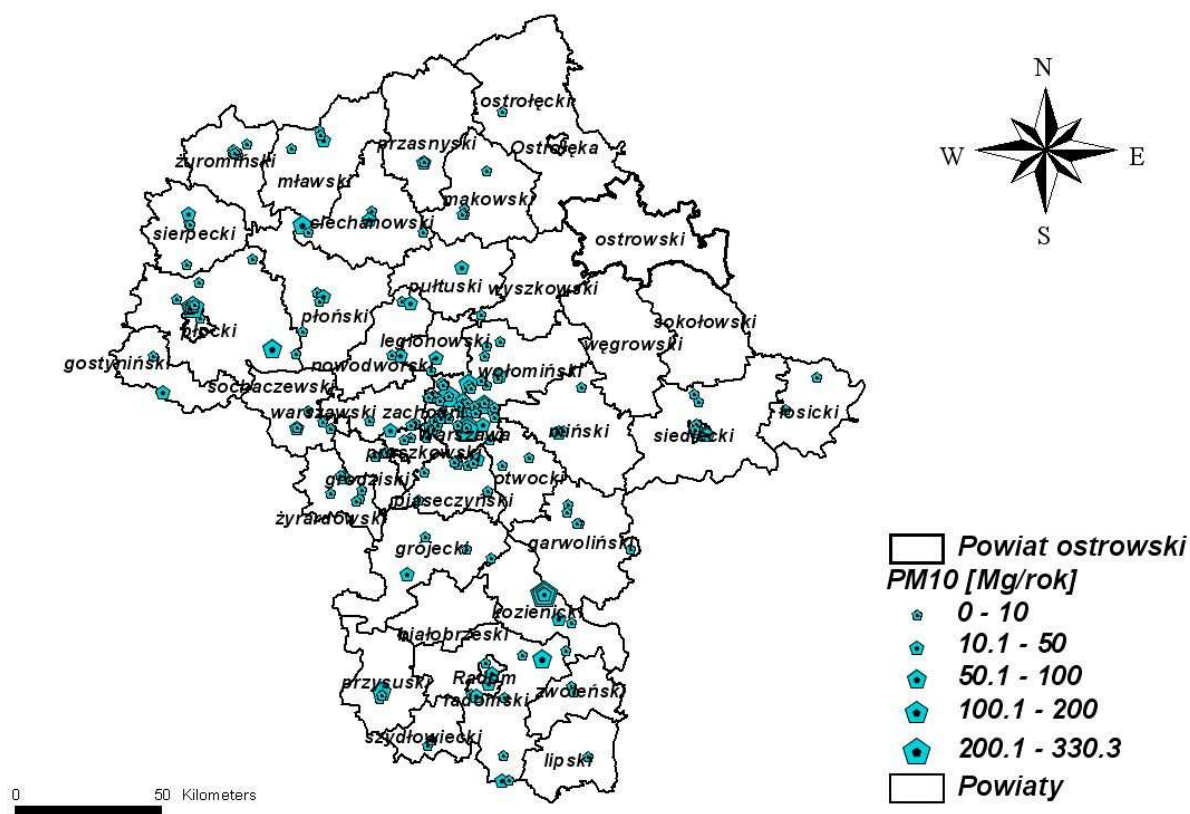 N
ostrołęcki
W
E
przasnyski
Ostrołęka
żuromiński
mławski
makowski
ciechanowski
S
sierpecki
ostrowski
pułtuski
wyszkowski
płoński
sokołowski
płocki
legionowski
węgrowski
gostyniński
nowodworski
wołomiński
sochaczewski
warszawski zachodni
łosicki
Warszawa
miński
siedlecki
pruszkowski
grodziski
otwocki
piaseczyński
żyrardowski
grójecki
garwoliński
Powiat ostrowski
PM10 [Mg/rok]
kozienicki
0 - 10
białobrzeski
10.1 - 50
przysuski
Radom
zwoleński
50.1 - 100
radomski
100.1 - 200
szydłowiecki
200.1 - 330.3
lipski
Powiaty
0 50 Kilometers